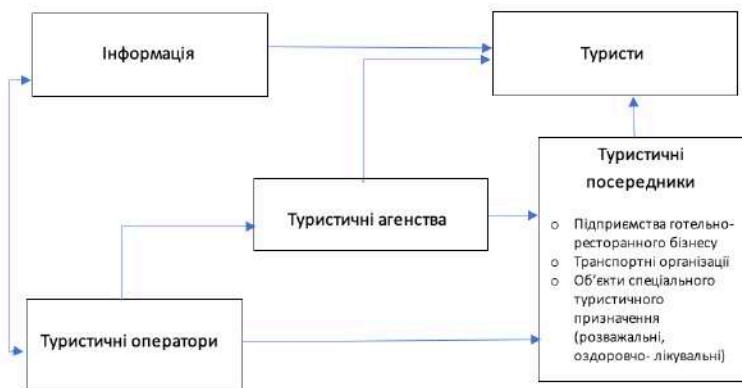 Інформація
Туристи
Туристичні агенства
Туристичні оператори
Туристичні
посередники
o Підприємства готельно-
ресторанного бізнесу
o Транспортні організації
o Об'єкти спеціального
туристичного
призначення
(розважальні,
оздоровчо- лікувальні)